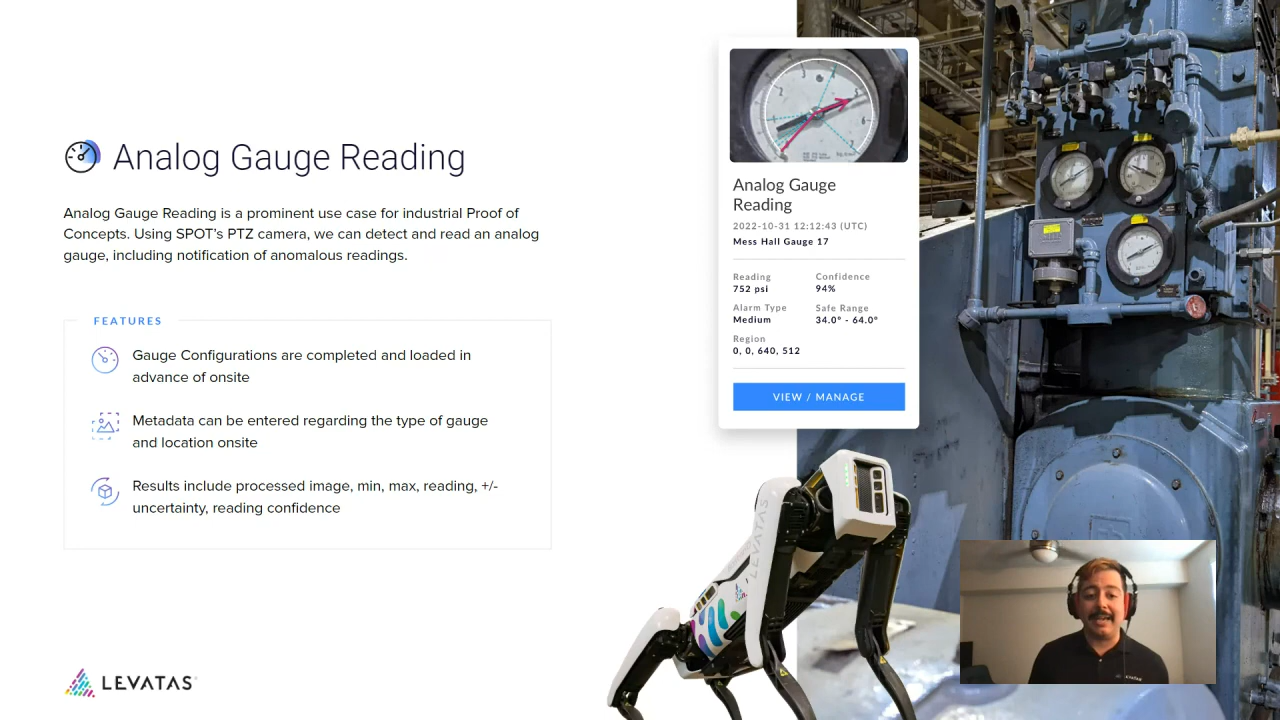 Analog Gauge Reading
Analog Gauge Reading is a prominent use case for industrial Proof of
Concepts. Using SPOT's PTZ camera, we can detect and read an analog
gauge, including notification of anomalous readings.
FEATURES
Gauge Configurations are completed and loaded in
advance of onsite
Metadata can be entered regarding the type of gauge
and location onsite
Results include processed image, min, max, reading, +/-
uncertainty, reading confidence
LEVATAS
Analog Gauge
Reading
2022-10-31 12:12:43 (UTC)
Mess Hall Gauge 17
Reading
752 psi
Confidence
94%
Alarm Type
Medium
Safe Range
34.0° - 64.0°
Region
0, 0, 640, 512
VIEW / MANAGE
LEVATAS
LEVATAS